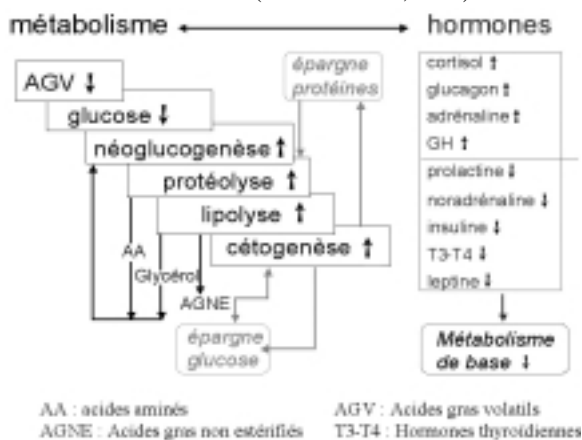 métabolisme
hormones
AGV ↓
glucose ↓
néoglucogenèse ↑
protéolyse ↑
lipolyse ↑
cétogenèse ↑
épargne
protéines
AA
Glycérol
AGNE
épargne
glucose
cortisol ↑
glucagon ↑
adrénaline ↑
GH ↑
prolactine ↓
noradrénaline ↓
insuline ↓
T3-T4 ↓
leptine ↓
Métabolisme
de base ↓
AA : acides aminés
AGV : Acides gras volatils
AGNE : Acides gras non estérifiés
T3-T4 : Hormones thyroïdiennes